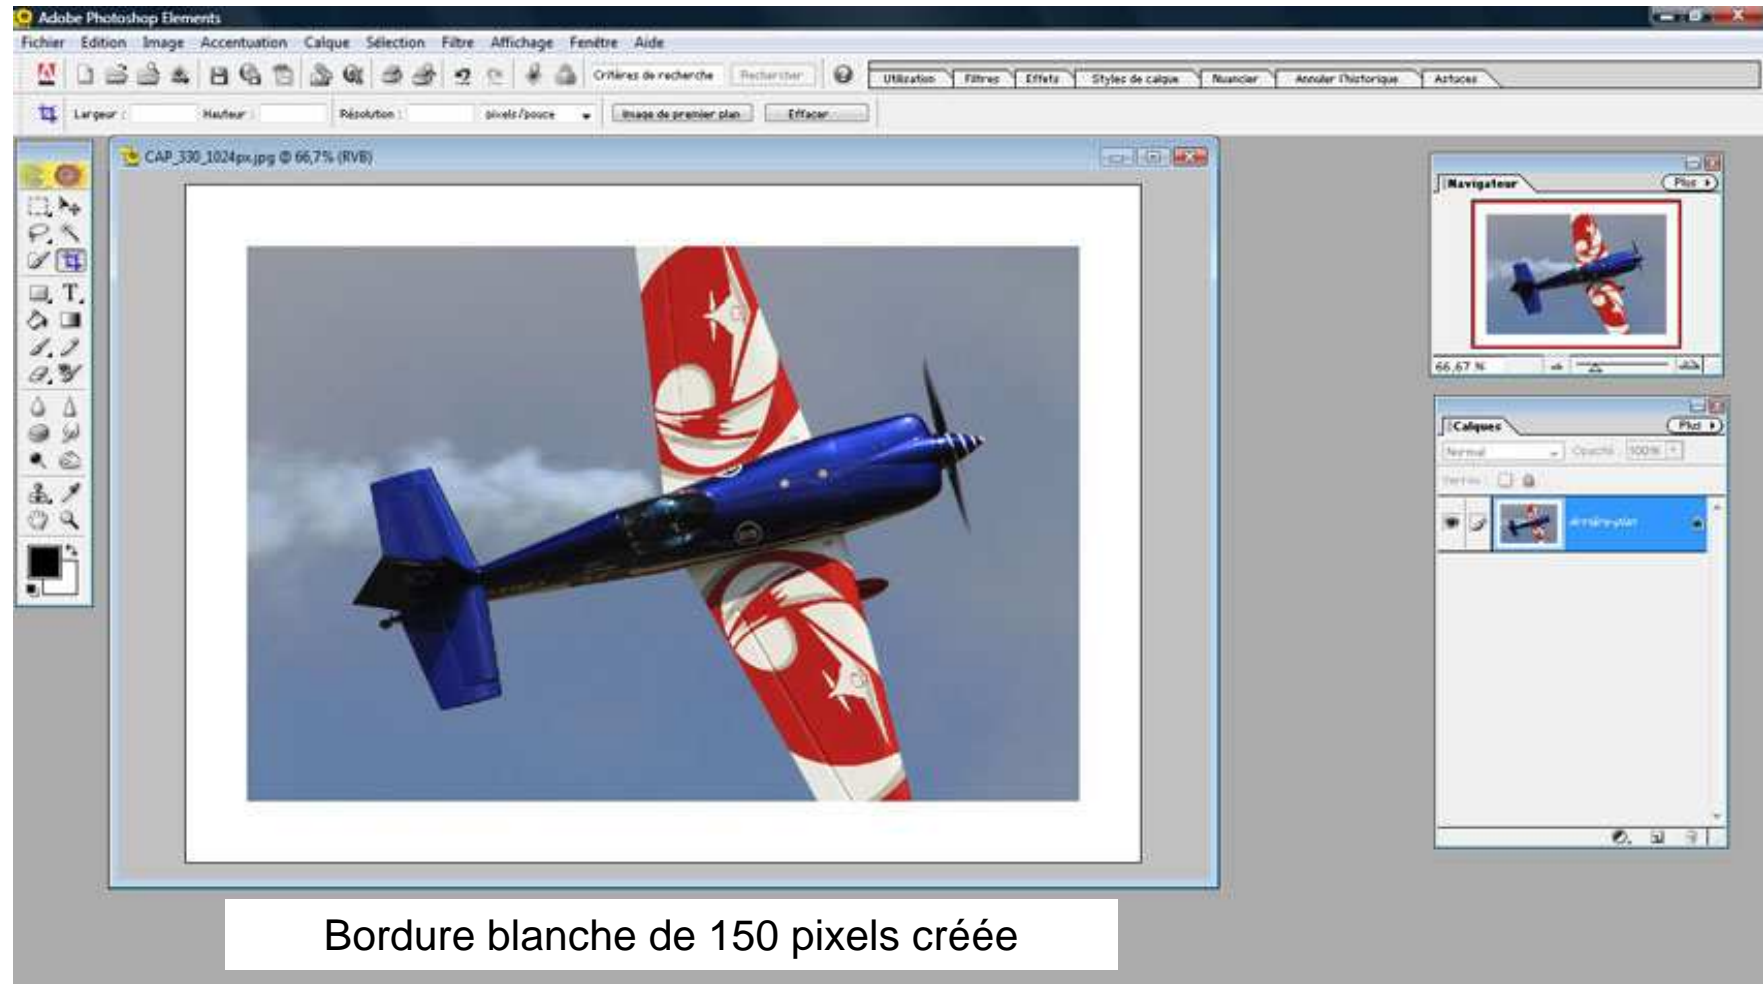 Adobe Photoshop Elements
Fichier Edition Image Accentuation Calque Sélection Filtre Affichage Fenêtre Aide
Critères de recherche Rechercher Utilisation Filtres Effets Styles de calque Nuancier Annuler l'historique Astuces
Largeur : Hauteur : Résolution : pixels/pouce Image de premier plan Effacer
CAP_330_1024px.jpg @ 66,7% (RVB)
Navigateur Plus
66,67 %
Calques Plus
Normal Opacité : 100%
Arrière-plan
Bordure blanche de 150 pixels créée